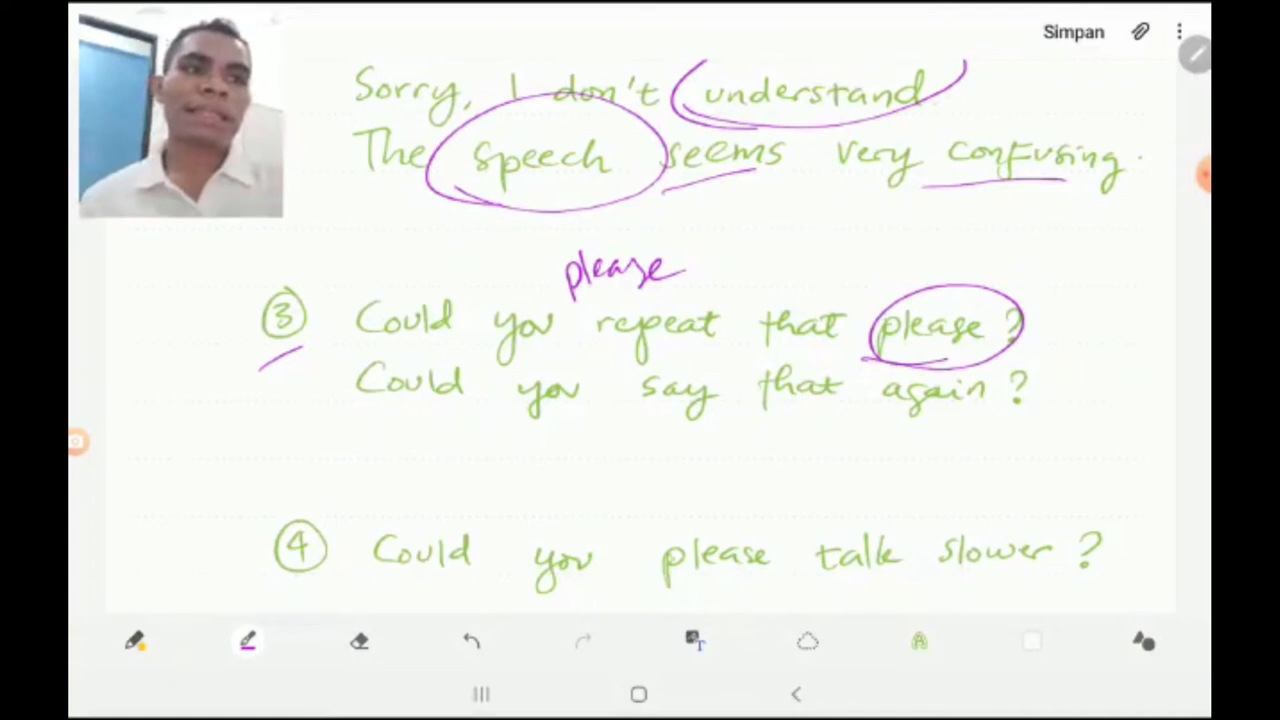 Simpan
Sorry, I don't understand
The speech seems very confusing.
please
3 Could you repeat that please?
Could you say that again?
4 Could you please talk slower?